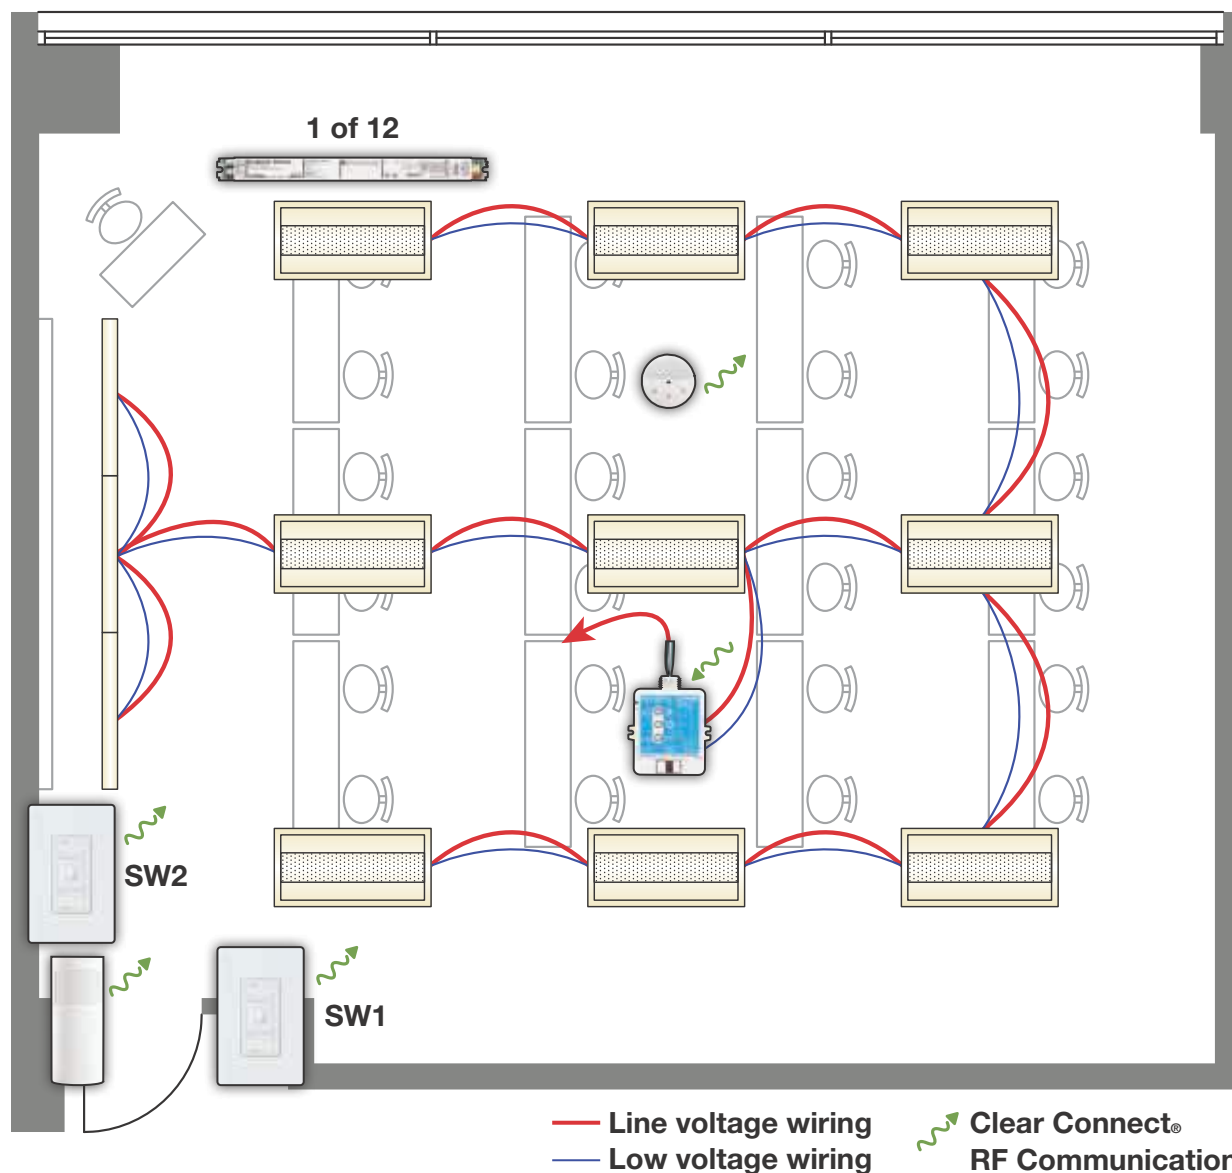 1 of 12
SW2
SW1
Line voltage wiring
Low voltage wiring
Clear Connect®
RF Communication